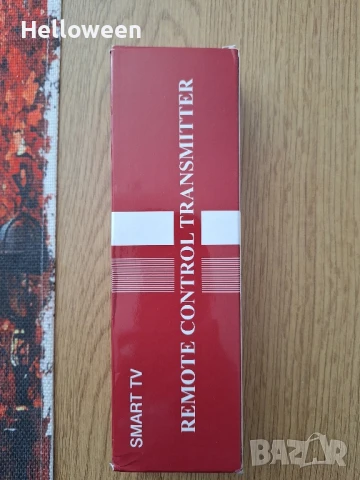 Helloween
REMOTE CONTROL TRANSMITTER
SMART TV
BAZAR